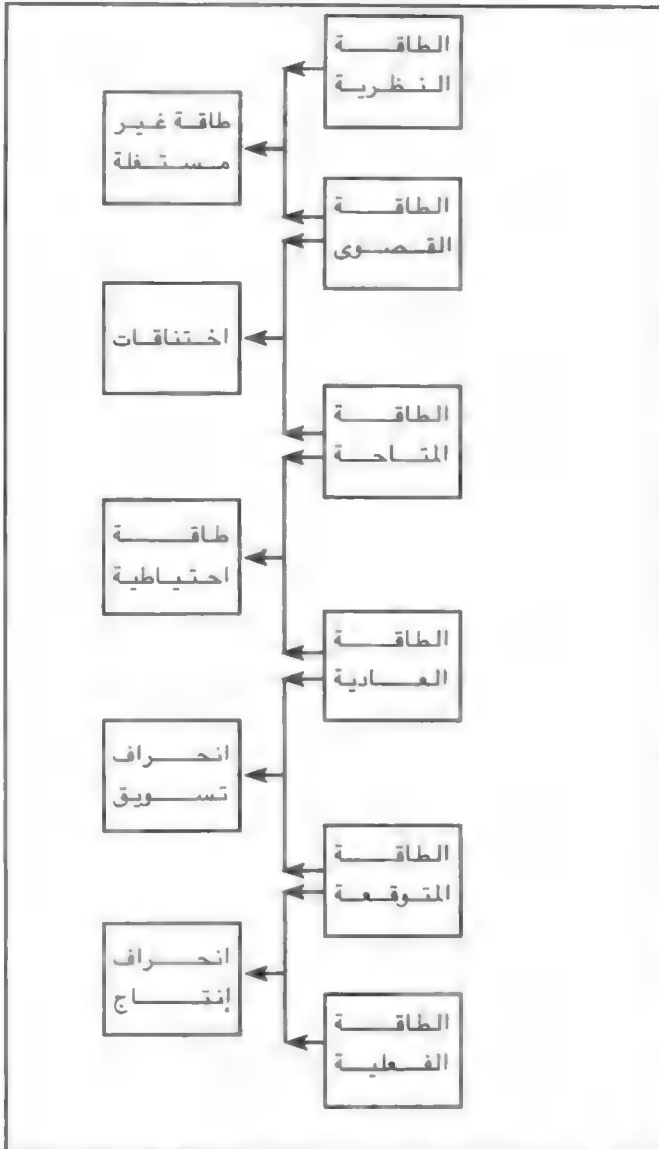 الطاقة
النظرية
طاقة غير
مستغلة
الطاقة
القصوى
اختناقات
الطاقة
المتاحة
طاقة
احتياطية
الطاقة
العادية
انحراف
تسويق
الطاقة
المتوقعة
انحراف
إنتاج
الطاقة
الفعلية